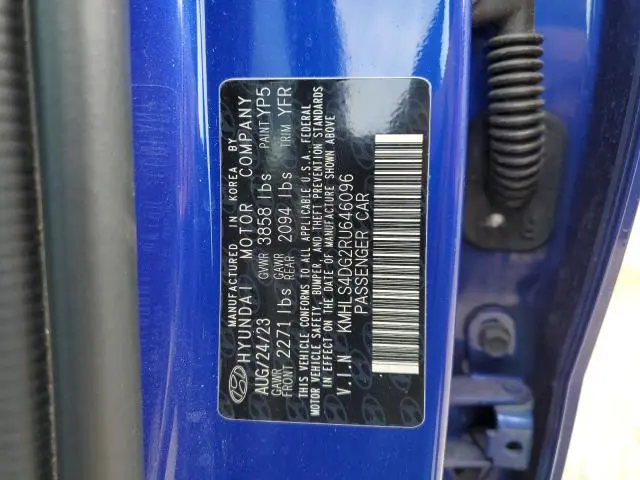 MANUFACTURED IN KOREA BY
HYUNDAI MOTOR COMPANY
AUG/24/23 GVWR 3858 lbs PAINT YP5
GAWR FRONT 2271 lbs GAWR REAR 2094 lbs TRIM YFR
THIS VEHICLE CONFORMS TO ALL APPLICABLE U.S.A. FEDERAL
MOTOR VEHICLE SAFETY, BUMPER, AND THEFT PREVENTION STANDARDS
IN EFFECT ON THE DATE OF MANUFACTURE SHOWN ABOVE
V.I.N KMHLS4DG2RU646096
PASSENGER CAR